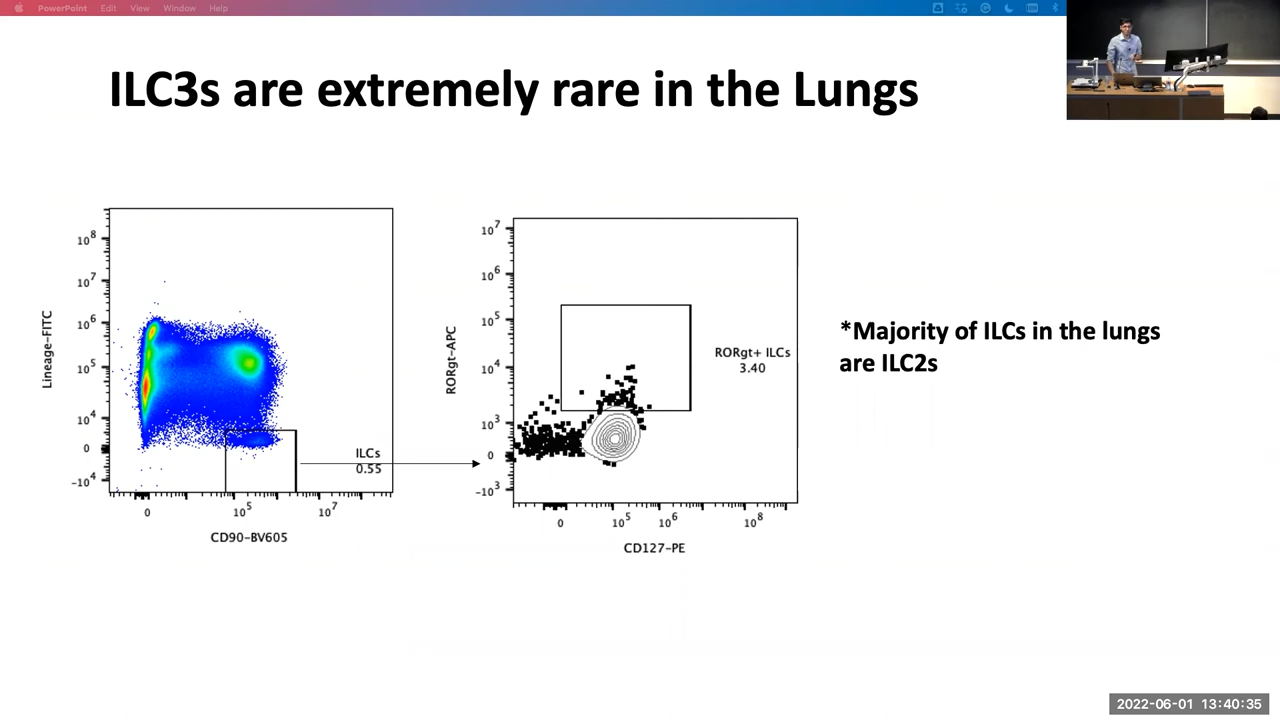 PowerPoint Edit View Window Help
ILC3s are extremely rare in the Lungs
Lineage-FITC
10^8
10^7
10^6
10^5
10^4
0
-10^4
ILCs
0.55
0 10^5 10^7
CD90-BV605
RORgt-APC
10^7
10^6
10^5
10^4
10^3
0
-10^3
RORgt+ ILCs
3.40
0 10^5 10^6 10^8
CD127-PE
*Majority of ILCs in the lungs
are ILC2s
2022-06-01 13:40:35